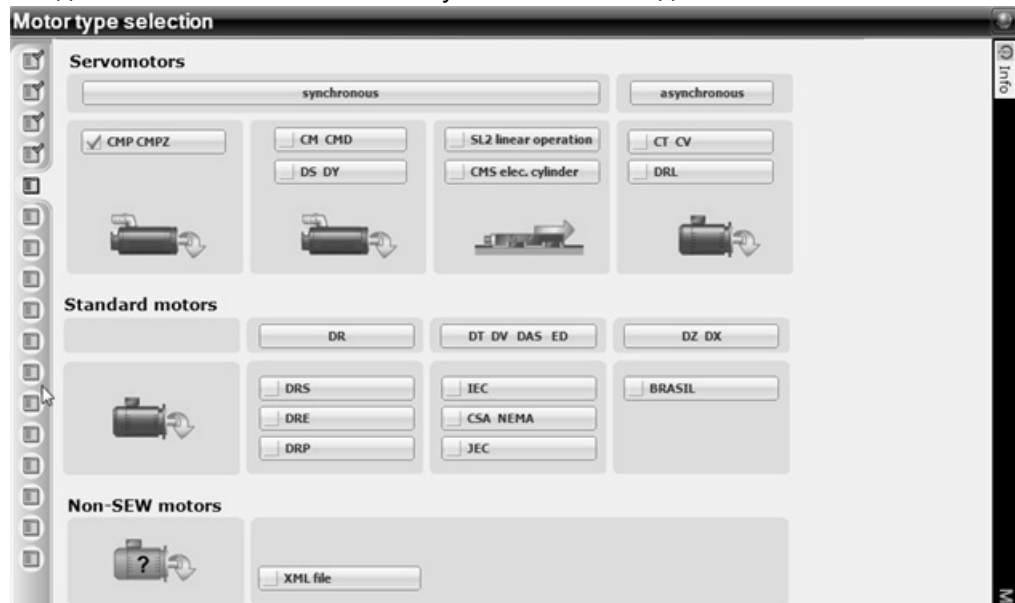 Motor type selection
Info
Servomotors
synchronous
asynchronous
CMP CMPZ
CM CMD
SL2 linear operation
CT CV
DS DY
CMS elec. cylinder
DRL
Standard motors
DR
DT DV DAS ED
DZ DX
DRS
IEC
BRASIL
DRE
CSA NEMA
DRP
JEC
Non-SEW motors
?
XML file
M